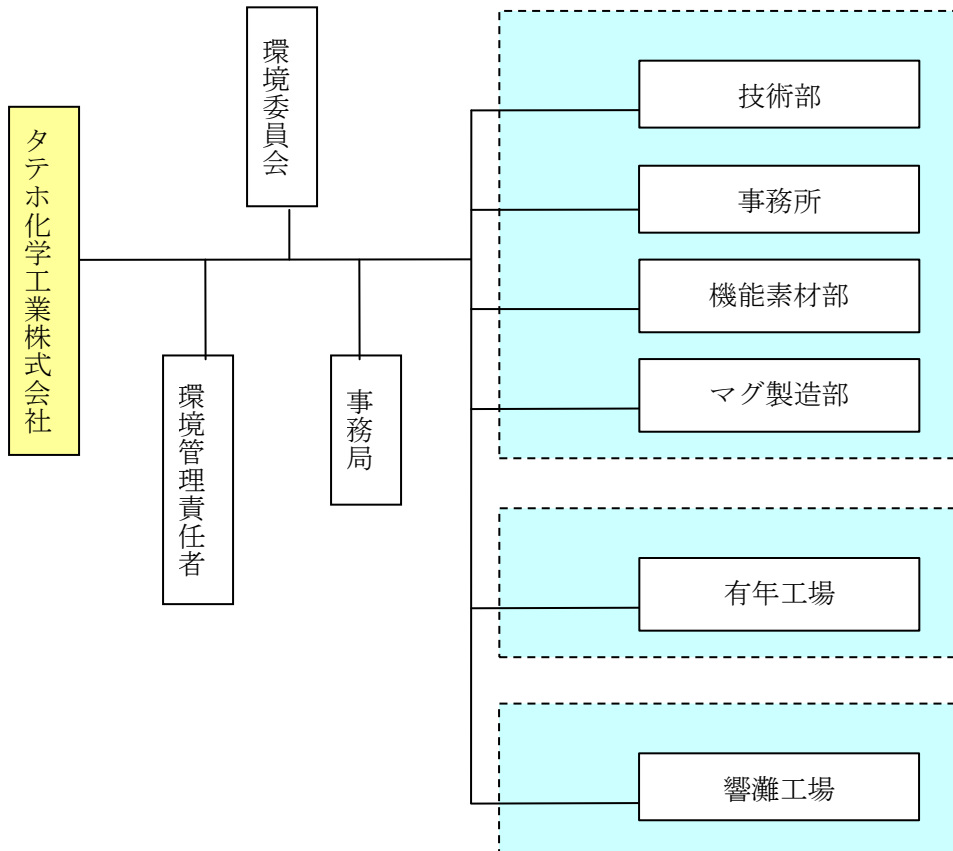 タテホ化学工業株式会社
環境委員会
環境管理責任者
事務局
技術部
事務所
機能素材部
マグ製造部
有年工場
響灘工場